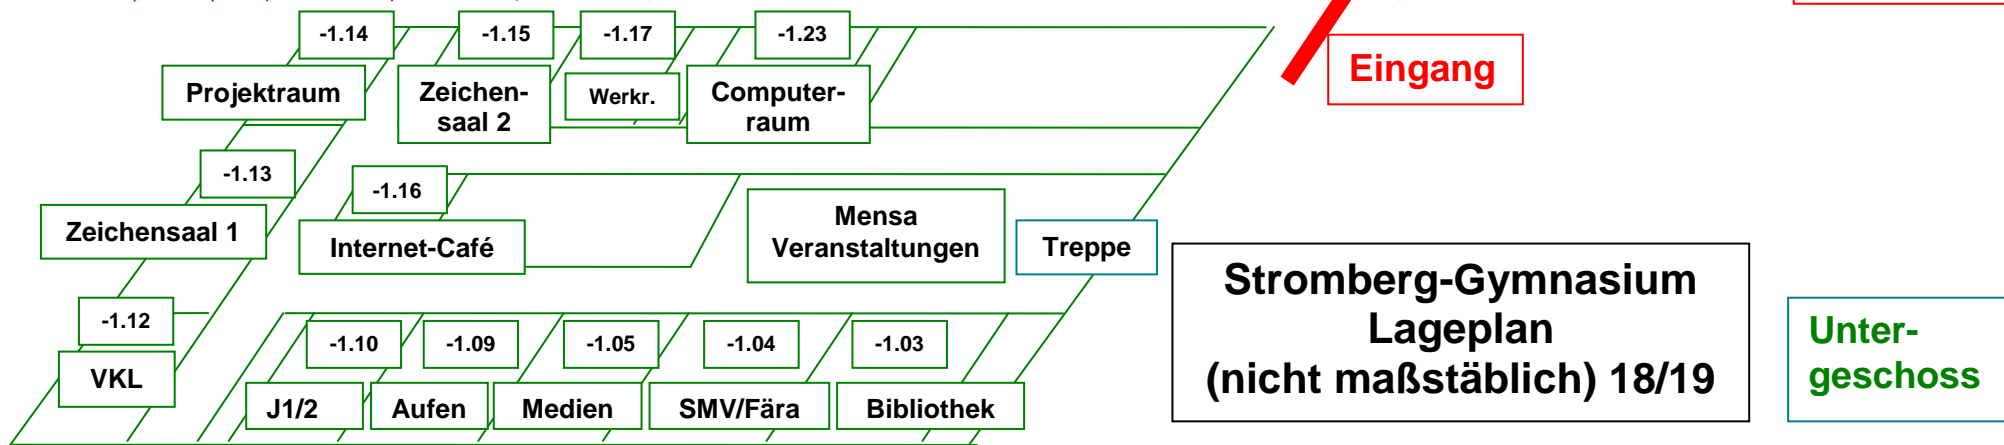 -1.14
-1.15
-1.17
-1.23
Eingang
Projektraum
Zeichen-
saal 2
Werkr.
Computer-
raum
-1.13
-1.16
Zeichensaal 1
Internet-Café
Mensa
Veranstaltungen
Treppe
Stromberg-Gymnasium
Lageplan
(nicht maßstäblich) 18/19
Unter-
geschoss
-1.12
VKL
-1.10
-1.09
-1.05
-1.04
-1.03
J1/2
Aufen
Medien
SMV/Fära
Bibliothek